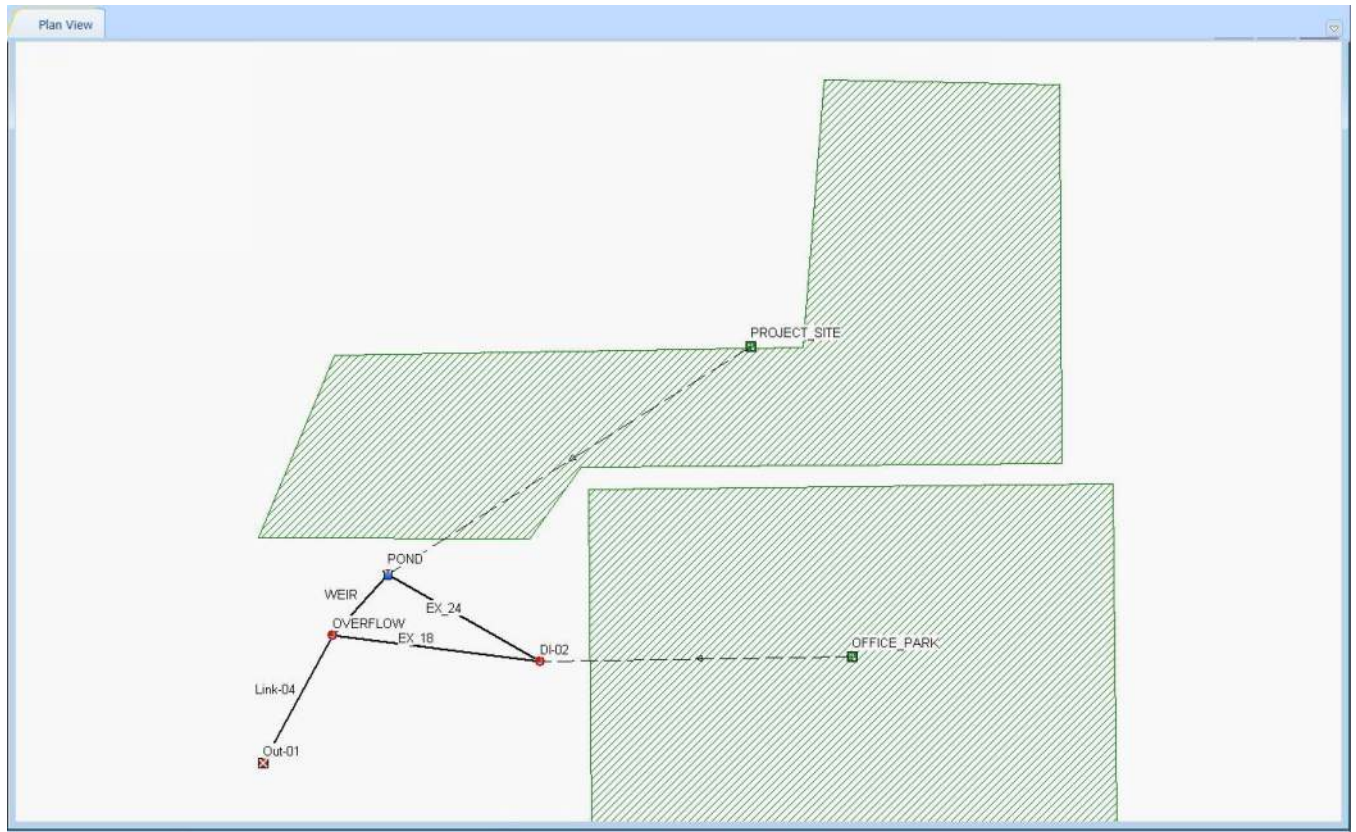 Plan View
PROJECT_SITE
POND
WEIR
EX_24
OVERFLOW
EX_18
DI-02
OFFICE_PARK
Link-04
Out-01